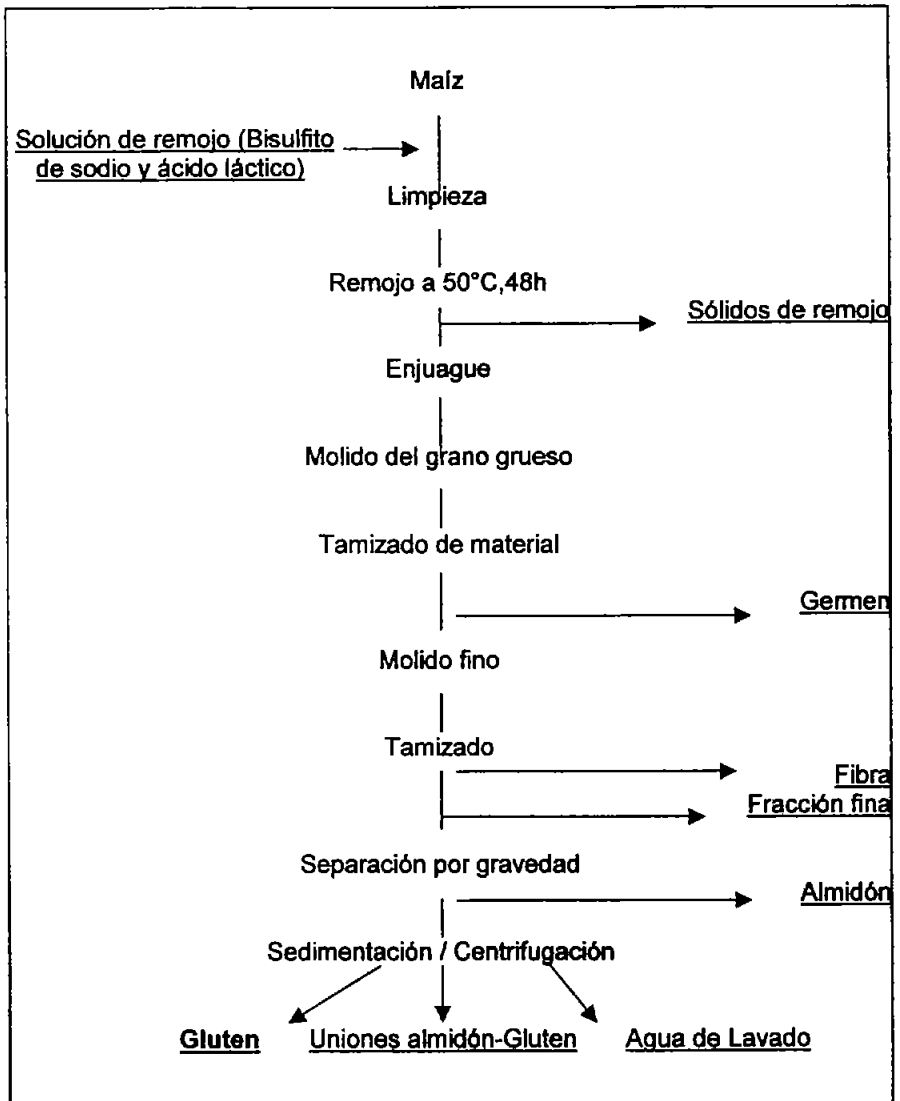 Maíz
Solución de remojo (Bisulfito
de sodio y ácido láctico)
Limpieza
Remojo a 50°C,48h
Sólidos de remojo
Enjuague
Molido del grano grueso
Tamizado de material
Germen
Molido fino
Tamizado
Fibra
Fracción fina
Separación por gravedad
Almidón
Sedimentación / Centrifugación
Gluten Uniones almidón-Gluten Agua de Lavado